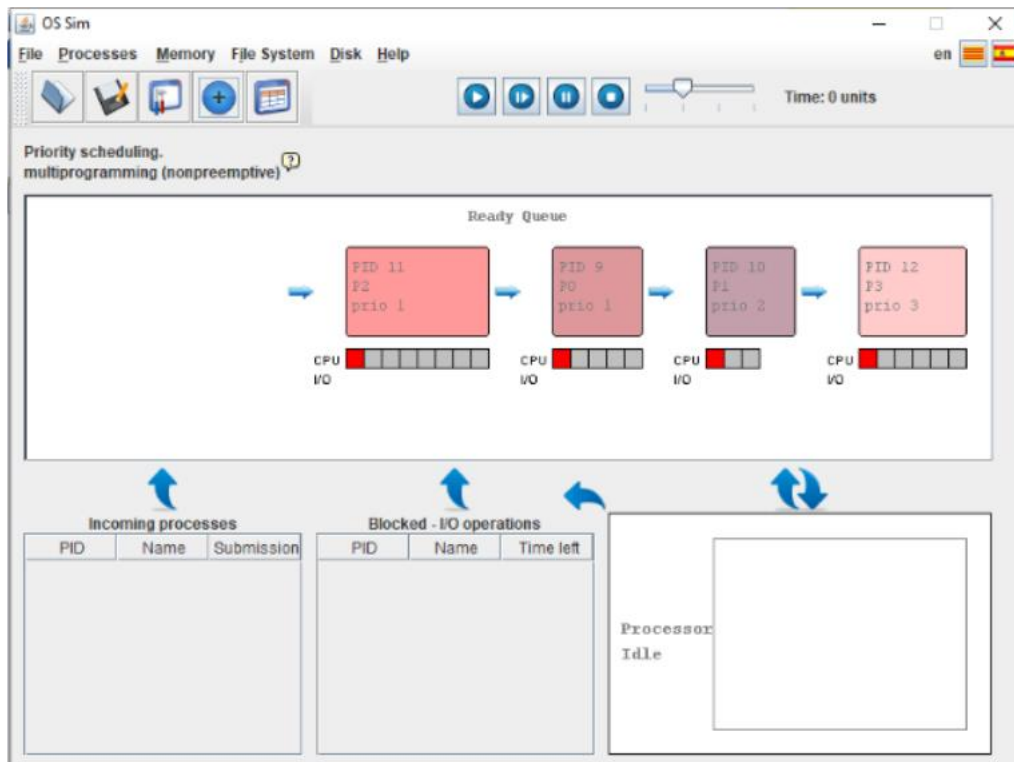 OS Sim
File Processes Memory File System Disk Help
en
Time: 0 units
Priority scheduling.
multiprogramming (nonpreemptive)
?
Ready Queue
PID 11
P2
prio 1
CPU
I/O
PID 9
P0
prio 1
CPU
I/O
PID 10
P1
prio 2
CPU
I/O
PID 12
P3
prio 3
CPU
I/O
Incoming processes
PID Name Submission
Blocked - I/O operations
PID Name Time left
Processor
Idle